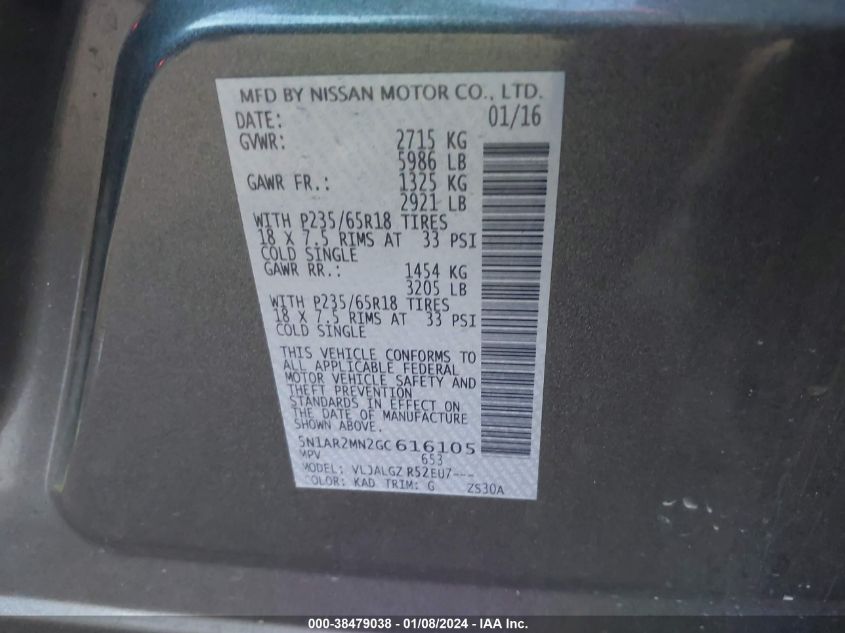 MFD BY NISSAN MOTOR CO., LTD.
DATE: 01/16
GVWR: 2715 KG
5986 LB
GAWR FR.: 1325 KG
2921 LB
WITH P235/65R18 TIRES
18 X 7.5 RIMS AT 33 PSI
COLD SINGLE
GAWR RR.: 1454 KG
3205 LB
WITH P235/65R18 TIRES
18 X 7.5 RIMS AT 33 PSI
COLD SINGLE
THIS VEHICLE CONFORMS TO
ALL APPLICABLE FEDERAL
MOTOR VEHICLE SAFETY AND
THEFT PREVENTION
STANDARDS IN EFFECT ON
THE DATE OF MANUFACTURE
SHOWN ABOVE.
5N1AR2MN2GC616105
MPV 653
MODEL: VLJALGZ R52EU7---
COLOR: KAD TRIM: G ZS30A
000-38479038 - 01/08/2024 - IAA Inc.